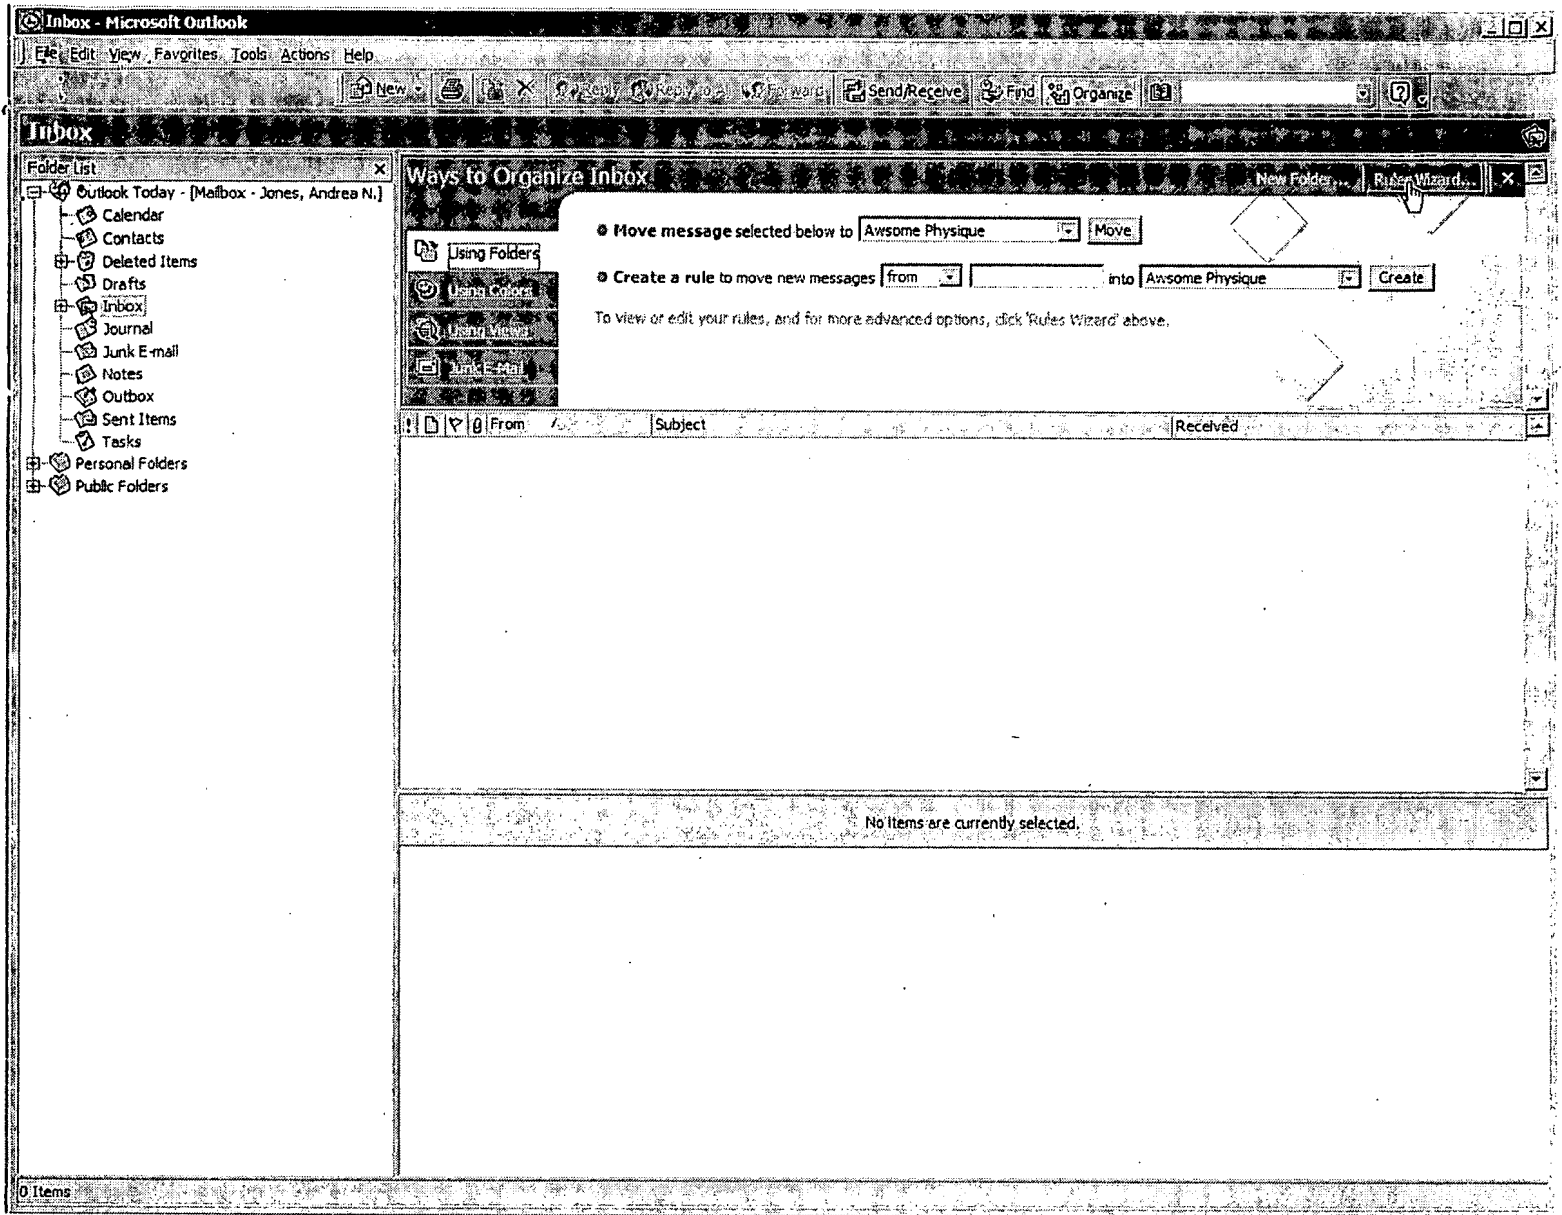 Inbox - Microsoft Outlook
File Edit View Favorites Tools Actions Help
New Reply Reply to A Forward Send/Receive Find Organize
Inbox
Folder List
Ways to Organize Inbox New Folder... Rules Wizard...
Outlook Today - [Mailbox - Jones, Andrea N.]
Calendar
Contacts
Deleted Items
Drafts
Inbox
Journal
Junk E-mail
Notes
Outbox
Sent Items
Tasks
Personal Folders
Public Folders
Using Folders
Using Colors
Using Views
Junk E-Mail
Move message selected below to Awsome Physique Move
Create a rule to move new messages from into Awsome Physique Create
To view or edit your rules, and for more advanced options, click 'Rules Wizard' above.
! From Subject Received
No items are currently selected.
0 Items